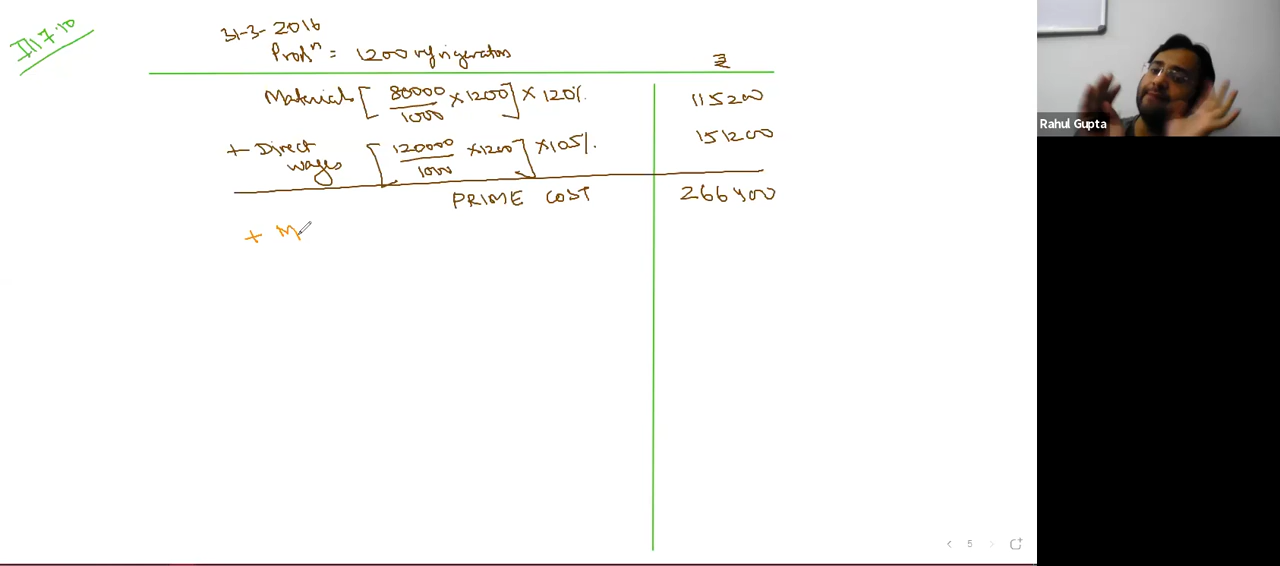 Ill 7.10
31-3-2016
Prodⁿ = 1200 refrigerators
₹
Materials [ 80000/1000 × 1200 ] × 120%. 115200
+ Direct wages [ 120000/1000 × 1200 ] × 105%. 151200
PRIME COST 266400
+ M
Rahul Gupta
5